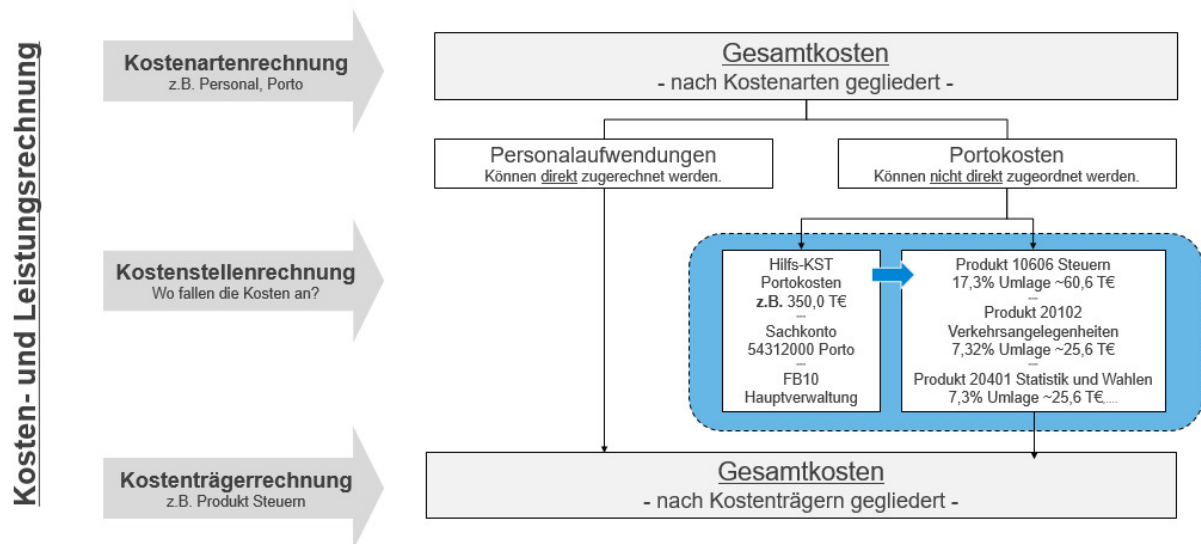 Kosten- und Leistungsrechnung
Kostenartenrechnung
z.B. Personal, Porto
Gesamtkosten
- nach Kostenarten gegliedert -
Personalaufwendungen
Können direkt zugerechnet werden.
Portokosten
Können nicht direkt zugeordnet werden.
Kostenstellenrechnung
Wo fallen die Kosten an?
Hilfs-KST
Portokosten
z.B. 350,0 T€
---
Sachkonto
54312000 Porto
---
FB10
Hauptverwaltung
Produkt 10606 Steuern
17,3% Umlage ~60,6 T€
---
Produkt 20102
Verkehrsangelegenheiten
7,32% Umlage ~25,6 T€
---
Produkt 20401 Statistik und Wahlen
7,3% Umlage ~25,6 T€,....
Kostenträgerrechnung
z.B. Produkt Steuern
Gesamtkosten
- nach Kostenträgern gegliedert -